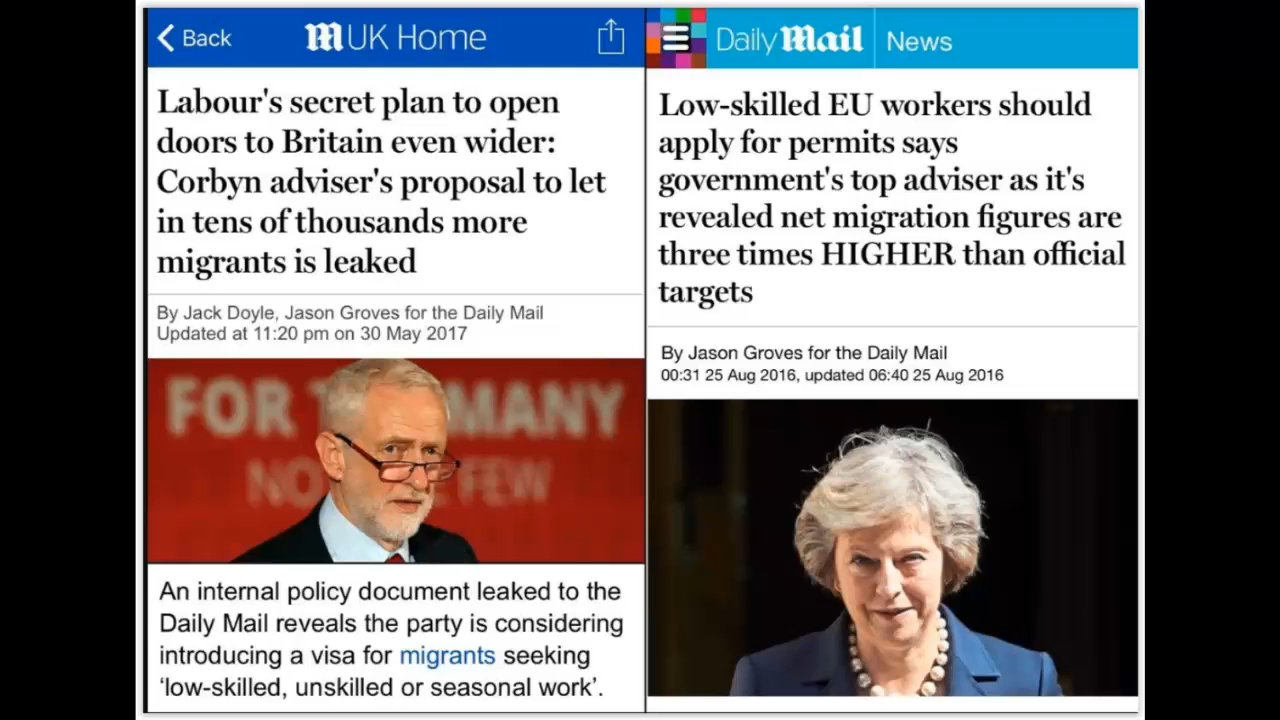 Back
MUK Home
Labour's secret plan to open
doors to Britain even wider:
Corbyn adviser's proposal to let
in tens of thousands more
migrants is leaked
By Jack Doyle, Jason Groves for the Daily Mail
Updated at 11:20 pm on 30 May 2017
FOR T MANY
NO E FEW
An internal policy document leaked to the
Daily Mail reveals the party is considering
introducing a visa for migrants seeking
‘low-skilled, unskilled or seasonal work’.
Daily Mail News
Low-skilled EU workers should
apply for permits says
government's top adviser as it's
revealed net migration figures are
three times HIGHER than official
targets
By Jason Groves for the Daily Mail
00:31 25 Aug 2016, updated 06:40 25 Aug 2016